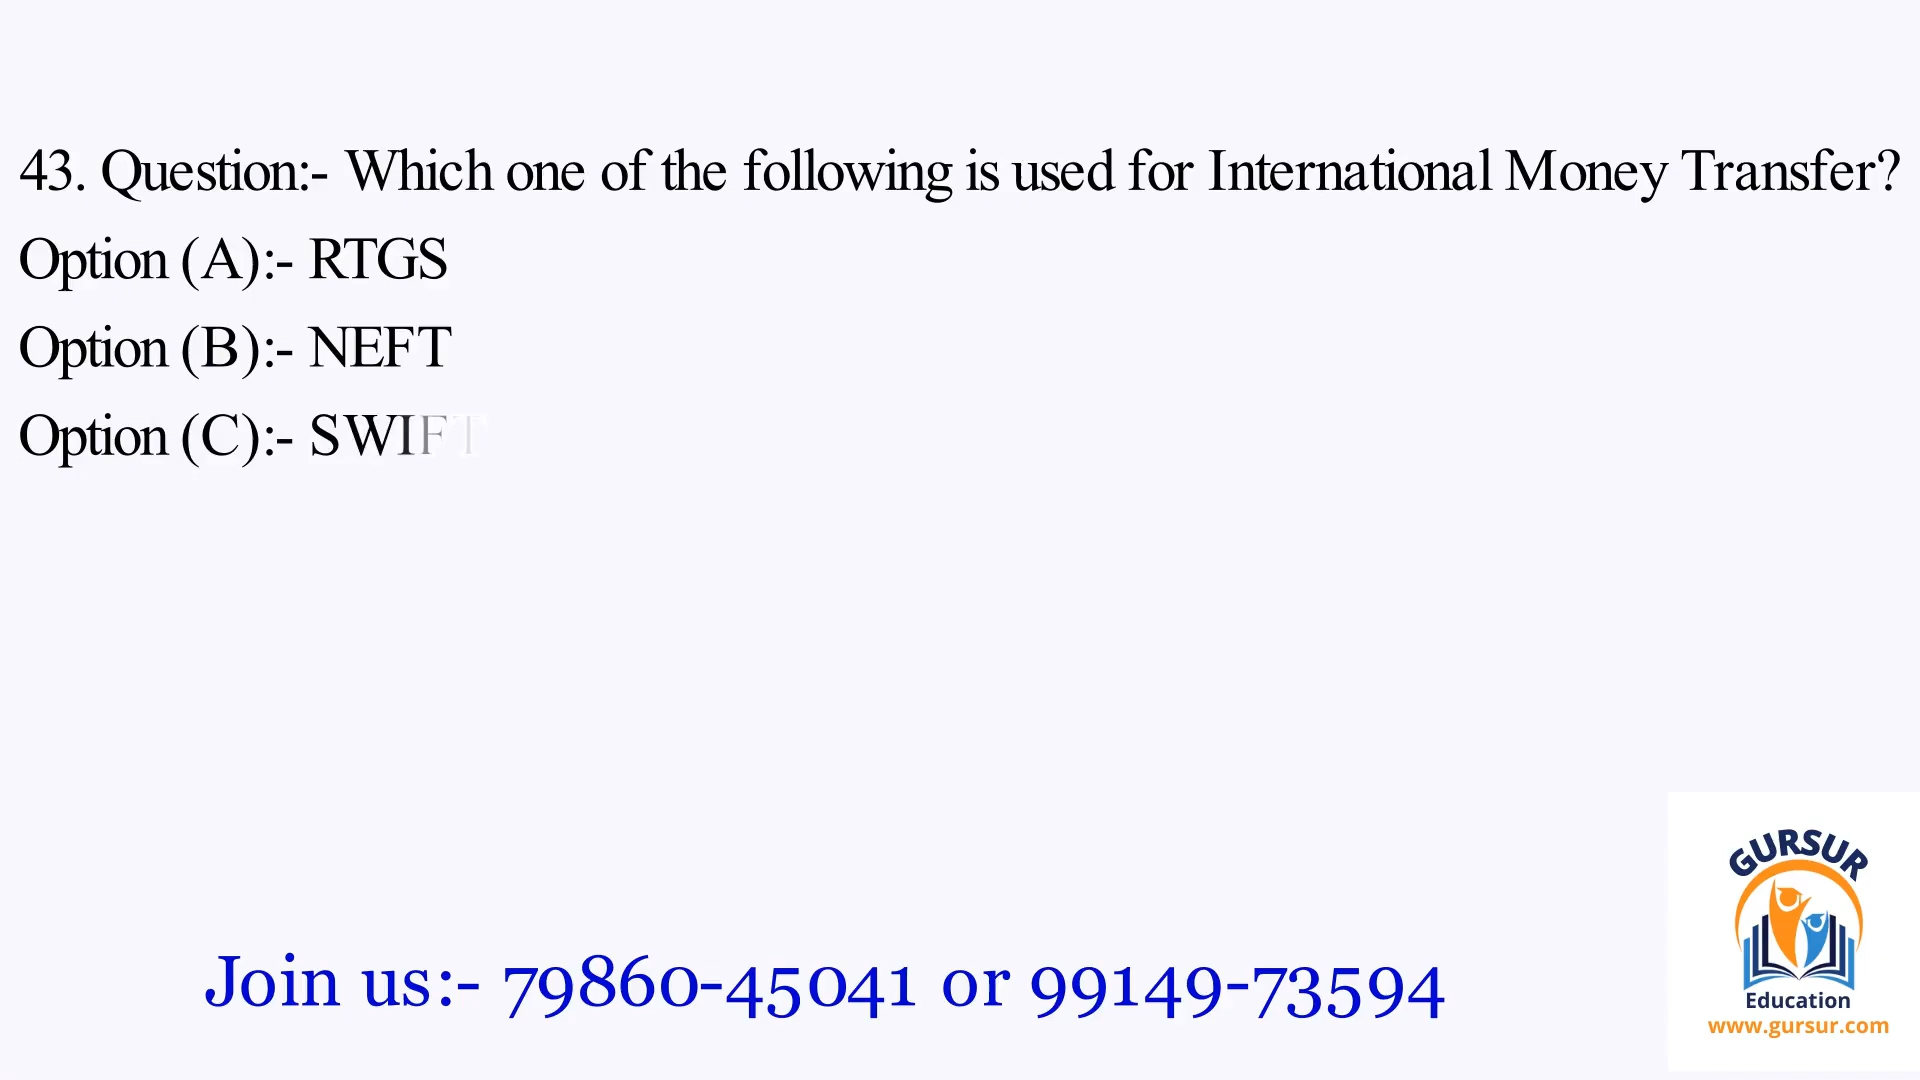 43. Question:- Which one of the following is used for International Money Transfer?
Option (A):- RTGS
Option (B):- NEFT
Option (C):- SWIFT
Join us:- 79860-45041 or 99149-73594
GURSUR
Education
www.gursur.com